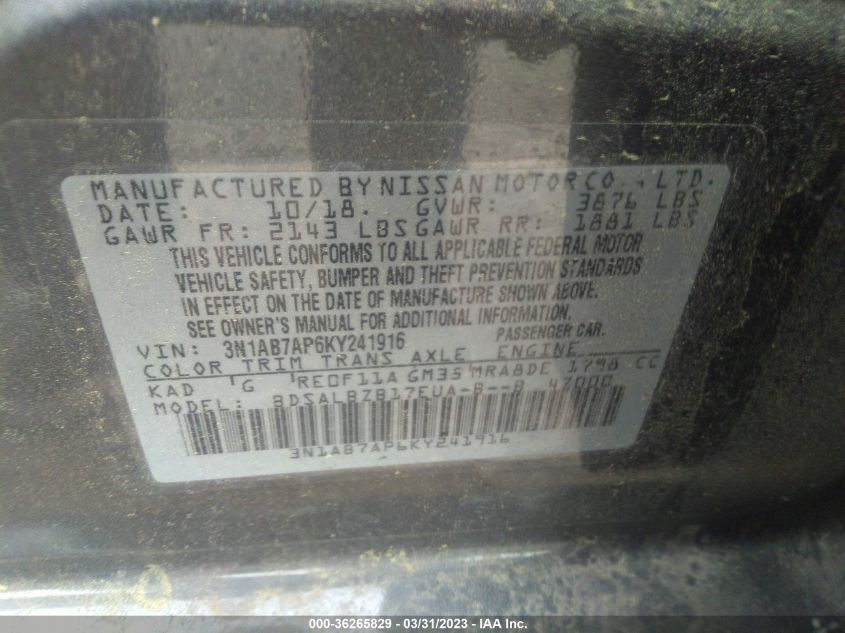 MANUFACTURED BY NISSAN MOTOR CO., LTD.
DATE: 10/18. GVWR: 3876 LBS
GAWR FR: 2143 LBS GAWR RR: 1881 LBS
THIS VEHICLE CONFORMS TO ALL APPLICABLE FEDERAL MOTOR
VEHICLE SAFETY, BUMPER AND THEFT PREVENTION STANDARDS
IN EFFECT ON THE DATE OF MANUFACTURE SHOWN ABOVE.
SEE OWNER'S MANUAL FOR ADDITIONAL INFORMATION.
VIN: 3N1AB7AP6KY241916 PASSENGER CAR.
COLOR TRIM TRANS AXLE ENGINE
KAD G RE0F11A GM35 MRA8DE 1798 CC
MODEL: BDSALBZB17EUA-B--B 47000
3N1AB7AP6KY241916
000-36265829 - 03/31/2023 - IAA Inc.